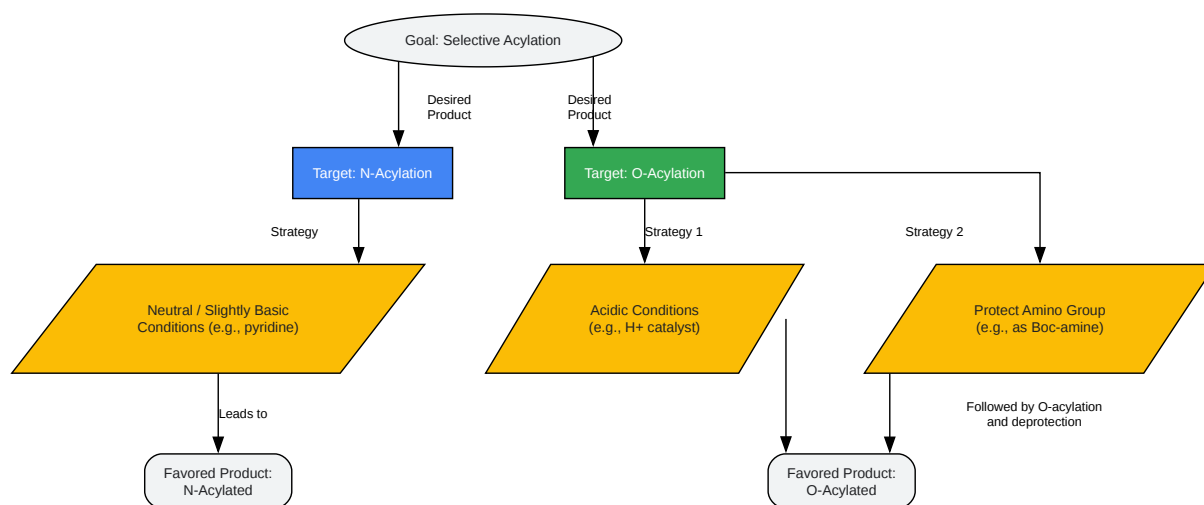 Goal: Selective Acylation
Desired
Product
Desired
Product
Target: N-Acylation
Target: O-Acylation
Strategy
Strategy 1
Strategy 2
Neutral / Slightly Basic
Conditions (e.g., pyridine)
Acidic Conditions
(e.g., H+ catalyst)
Protect Amino Group
(e.g., as Boc-amine)
Leads to
Followed by O-acylation
and deprotection
Favored Product:
N-Acylated
Favored Product:
O-Acylated